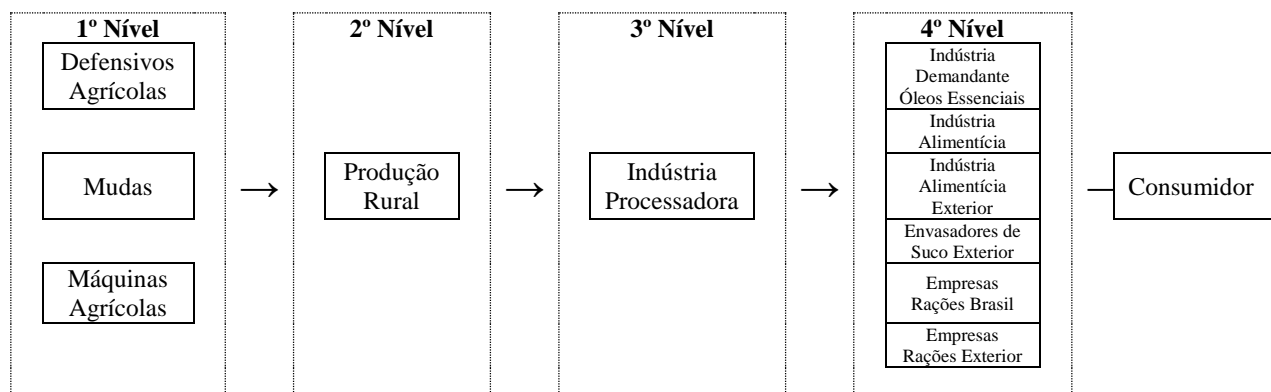 1º Nível
Defensivos
Agrícolas
Mudas
Máquinas
Agrícolas
2º Nível
Produção
Rural
3º Nível
Indústria
Processadora
4º Nível
Indústria
Demandante
Óleos Essenciais
Indústria
Alimentícia
Indústria
Alimentícia
Exterior
Envasadores de
Suco Exterior
Empresas
Rações Brasil
Empresas
Rações Exterior
Consumidor